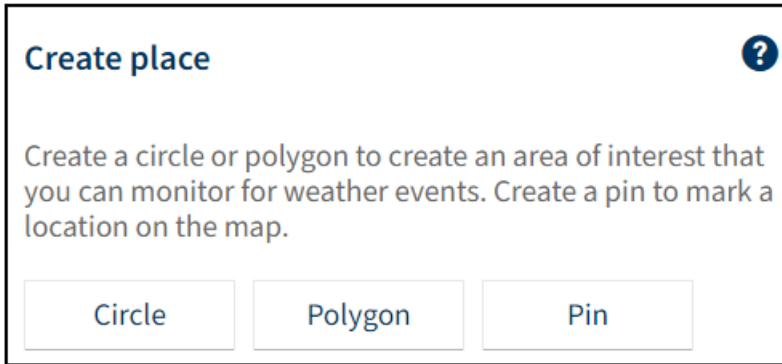 Create place
?
Create a circle or polygon to create an area of interest that
you can monitor for weather events. Create a pin to mark a
location on the map.
Circle Polygon Pin